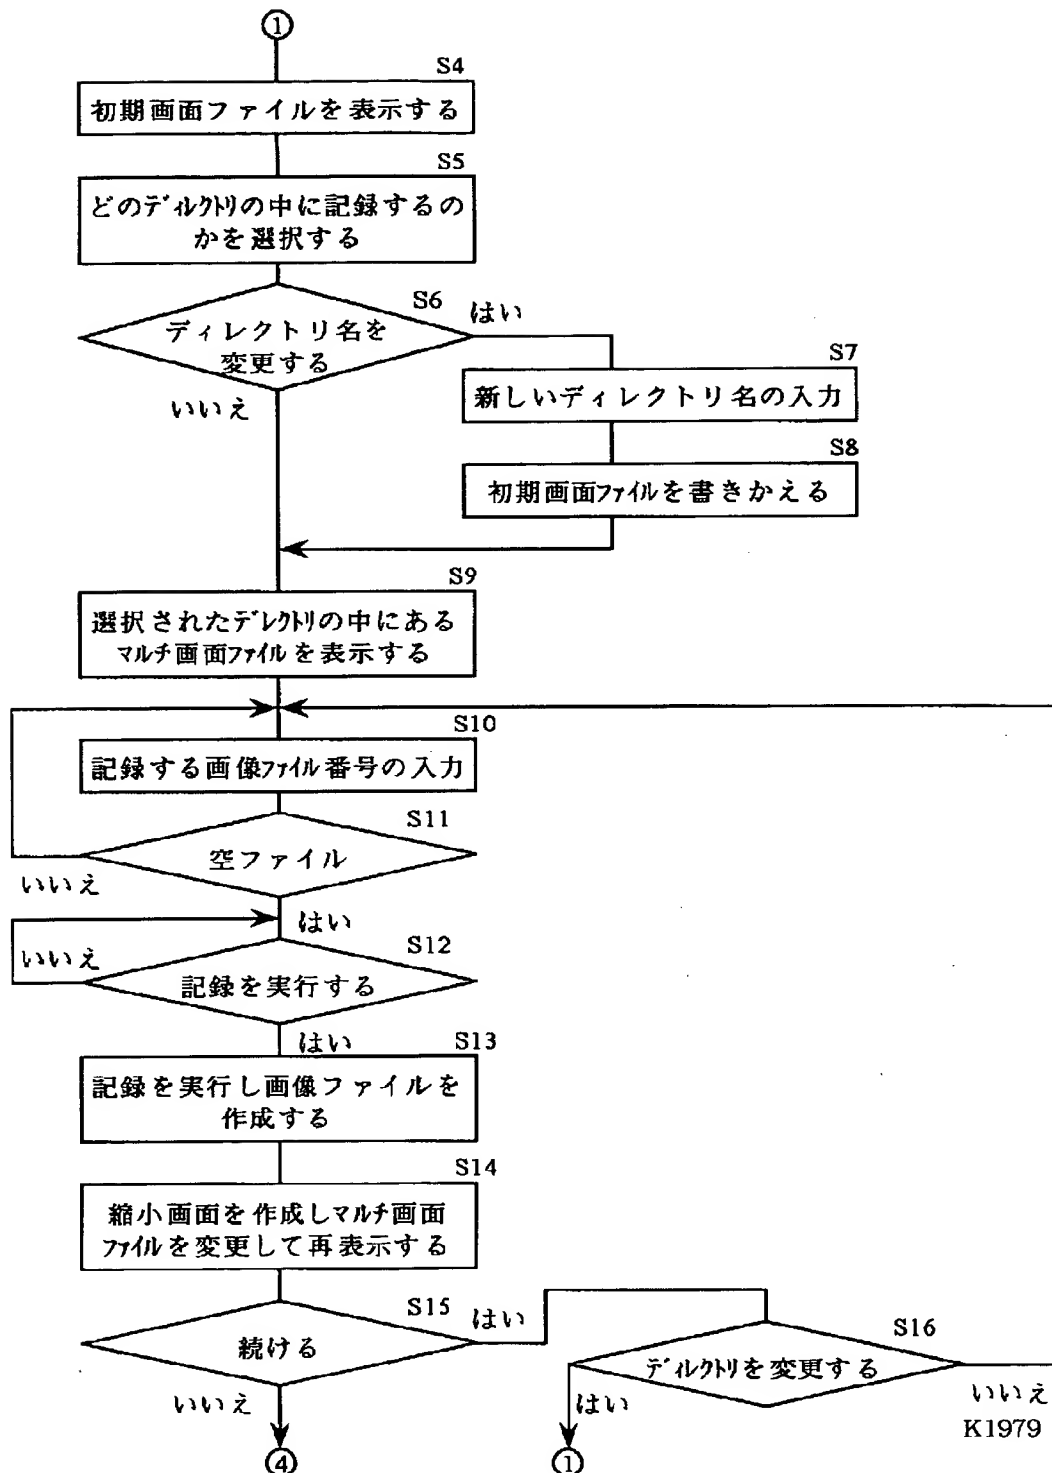 ①
S4
初期画面ファイルを表示する
S5
どのディルクトリの中に記録するの
かを選択する
S6
はい
ディレクトリ名を
変更する
いいえ
S7
新しいディレクトリ名の入力
S8
初期画面ファイルを書きかえる
S9
選択されたデレクトリの中にある
マルチ画面ファイルを表示する
S10
記録する画像ファイル番号の入力
S11
空ファイル
いいえ
はい
S12
いいえ
記録を実行する
はい
S13
記録を実行し画像ファイルを
作成する
S14
縮小画面を作成しマルチ画面
ファイルを変更して再表示する
S15
はい
続ける
いいえ
④
S16
ディルクトリを変更する
はい
いいえ
①
K1979